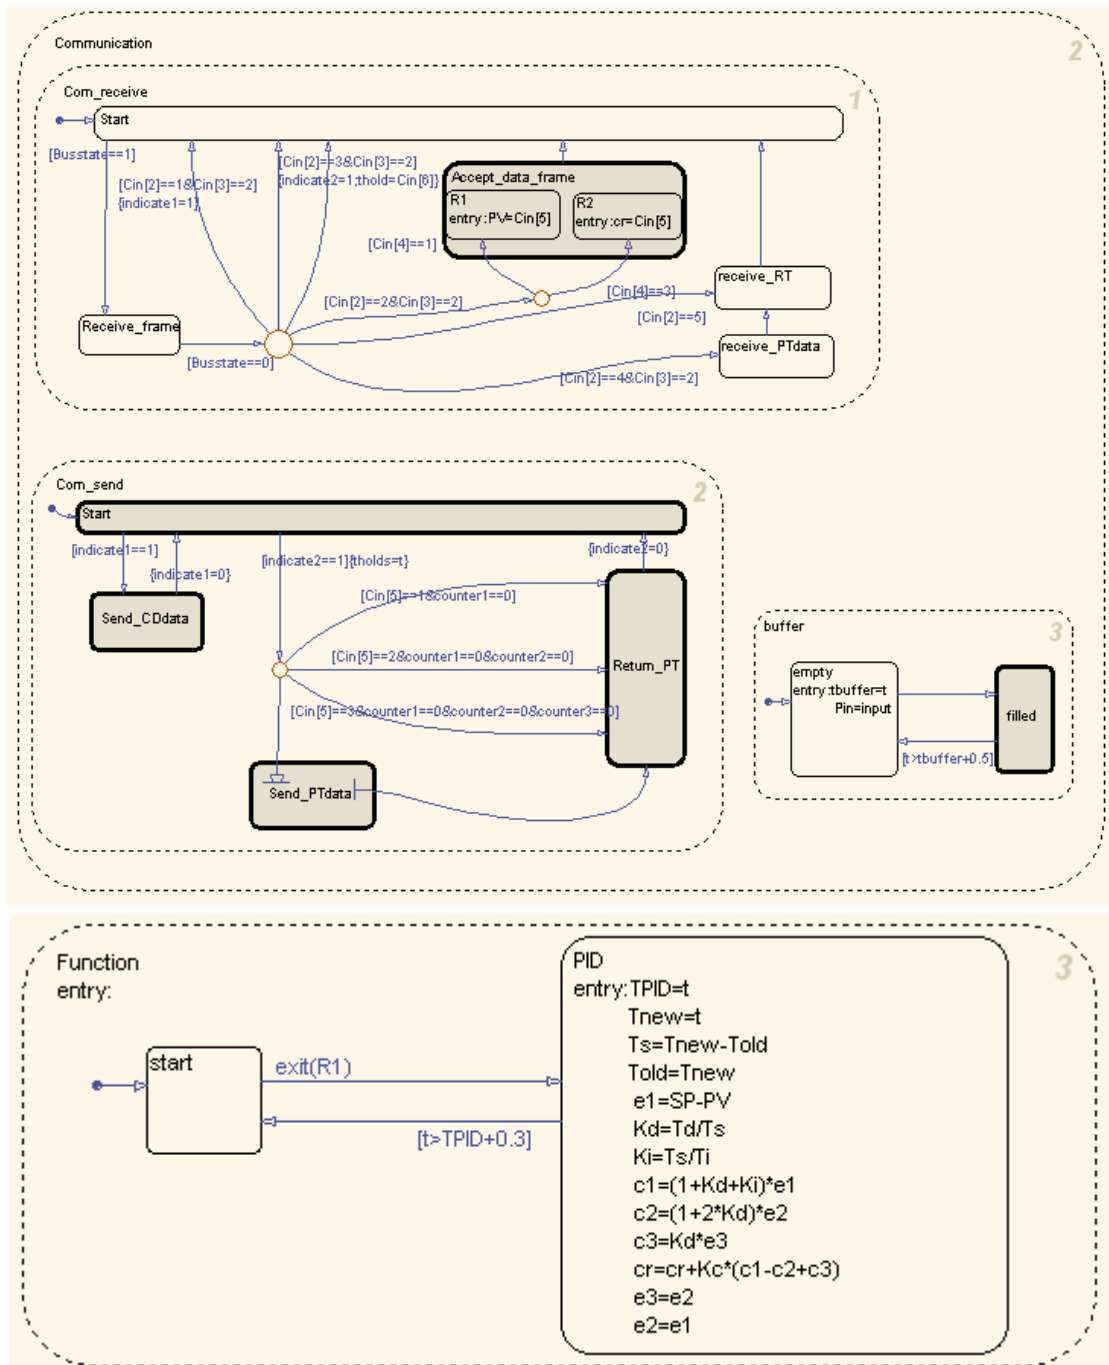 Communication
2
Com_receive
1
Start
[Busstate==1]
[Cin[2]==3&Cin[3]==2]
{indicate2=1;thold=Cin[6]}
[Cin[2]==1&Cin[3]==2]
{indicate1=1}
Accept_data_frame
R1
entry:PV=Cin[5]
R2
entry:cr=Cin[5]
[Cin[4]==1]
receive_RT
[Cin[4]==3]
[Cin[2]==2&Cin[3]==2]
[Cin[2]==5]
Receive_frame
[Busstate==0]
receive_PTdata
[Cin[2]==4&Cin[3]==2]
Com_send
2
Start
[indicate1==1]
{indicate1=0}
[indicate2==1]{tholds=t}
{indicate2=0}
[Cin[5]==1&counter1==0]
Send_CDdata
[Cin[5]==2&counter1==0&counter2==0]
Return_PT
[Cin[5]==3&counter1==0&counter2==0&counter3==0]
Send_PTdata
buffer
3
empty
entry:tbuffer=t
Pin=input
filled
[t>tbuffer+0.5]
Function
entry:
3
start
exit(R1)
[t>TPID+0.3]
PID
entry:TPID=t
Tnew=t
Ts=Tnew-Told
Told=Tnew
e1=SP-PV
Kd=Td/Ts
Ki=Ts/Ti
c1=(1+Kd+Ki)*e1
c2=(1+2*Kd)*e2
c3=Kd*e3
cr=cr+Kc*(c1-c2+c3)
e3=e2
e2=e1